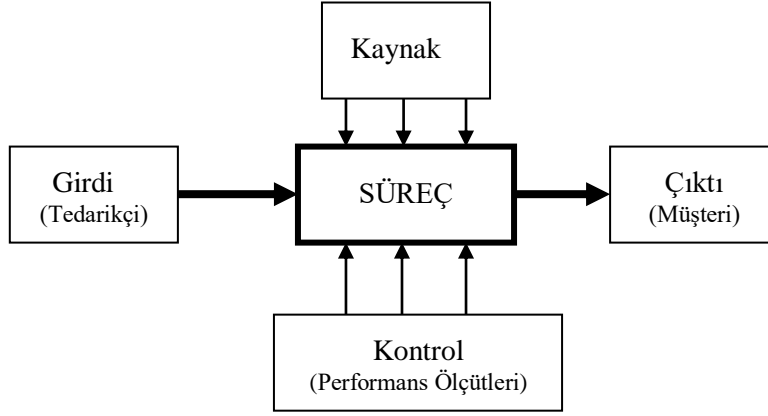 Kaynak
Girdi
(Tedarikçi)
SÜREÇ
Çıktı
(Müşteri)
Kontrol
(Performans Ölçütleri)